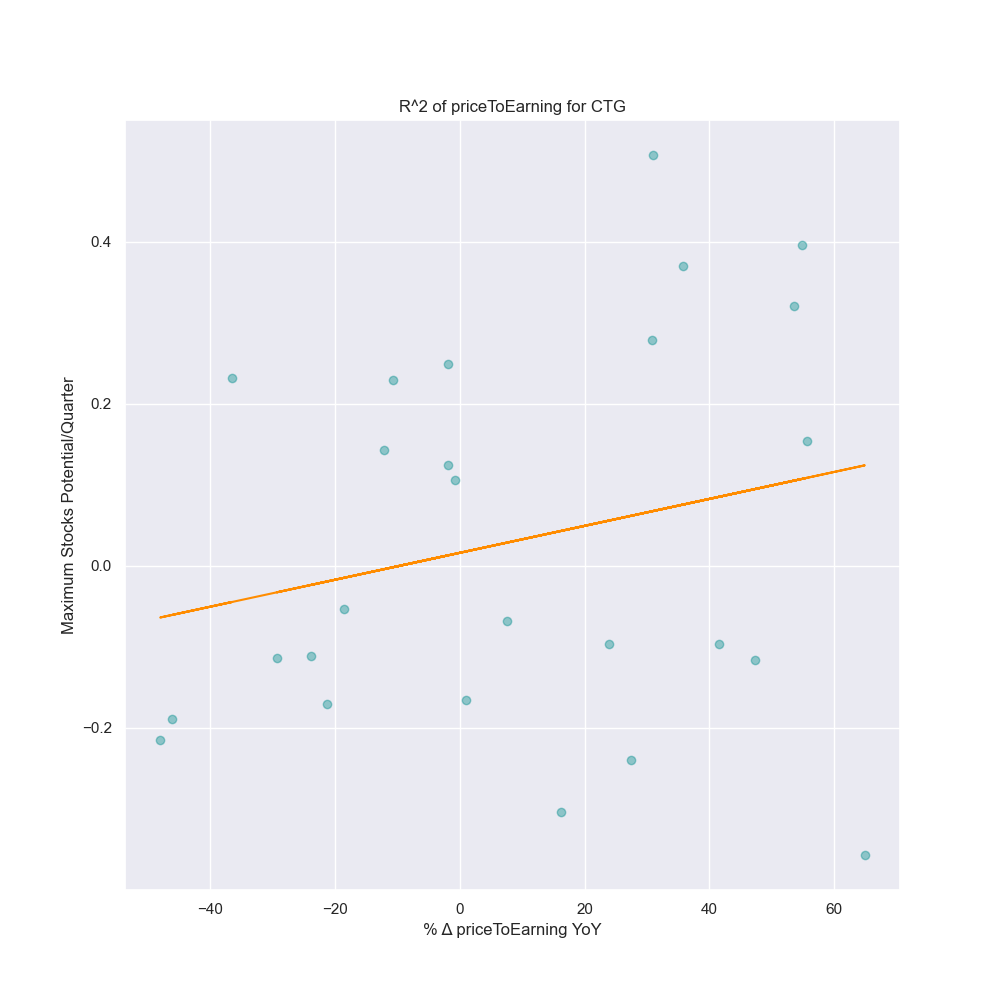 R^2 of priceToEarning for CTG
Maximum Stocks Potential/Quarter
0.4
0.2
0.0
−0.2
−40 −20 0 20 40 60
% Δ priceToEarning YoY